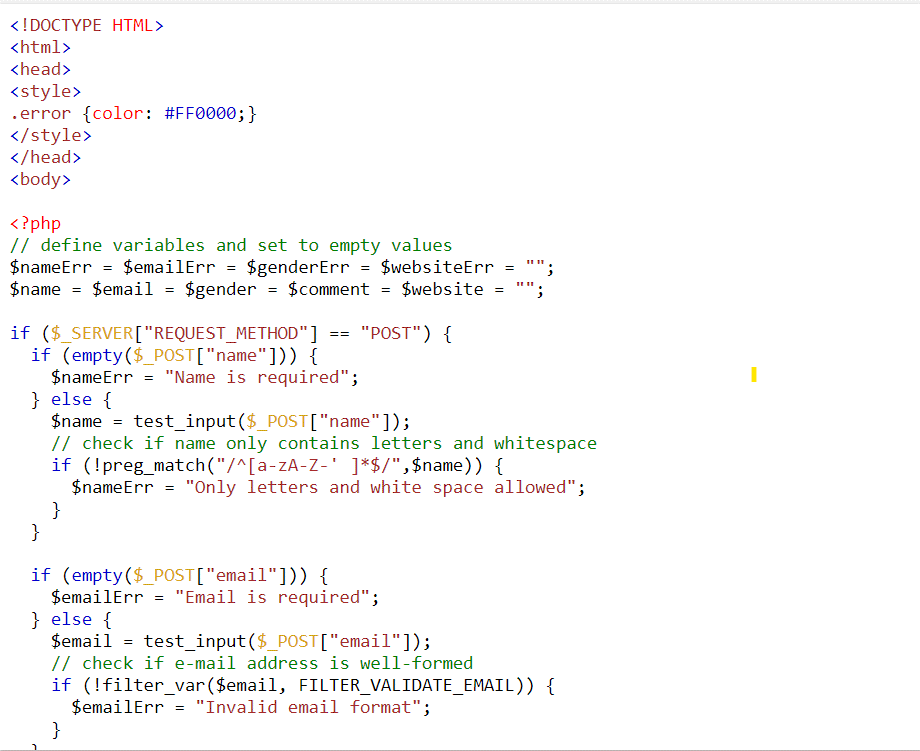 <!DOCTYPE HTML>
<html>
<head>
<style>
.error {color: #FF0000;}
</style>
</head>
<body>

<?php
// define variables and set to empty values
$nameErr = $emailErr = $genderErr = $websiteErr = "";
$name = $email = $gender = $comment = $website = "";

if ($_SERVER["REQUEST_METHOD"] == "POST") {
  if (empty($_POST["name"])) {
    $nameErr = "Name is required";
  } else {
    $name = test_input($_POST["name"]);
    // check if name only contains letters and whitespace
    if (!preg_match("/^[a-zA-Z-' ]*$/",$name)) {
      $nameErr = "Only letters and white space allowed";
    }
  }

  if (empty($_POST["email"])) {
    $emailErr = "Email is required";
  } else {
    $email = test_input($_POST["email"]);
    // check if e-mail address is well-formed
    if (!filter_var($email, FILTER_VALIDATE_EMAIL)) {
      $emailErr = "Invalid email format";
    }
  }